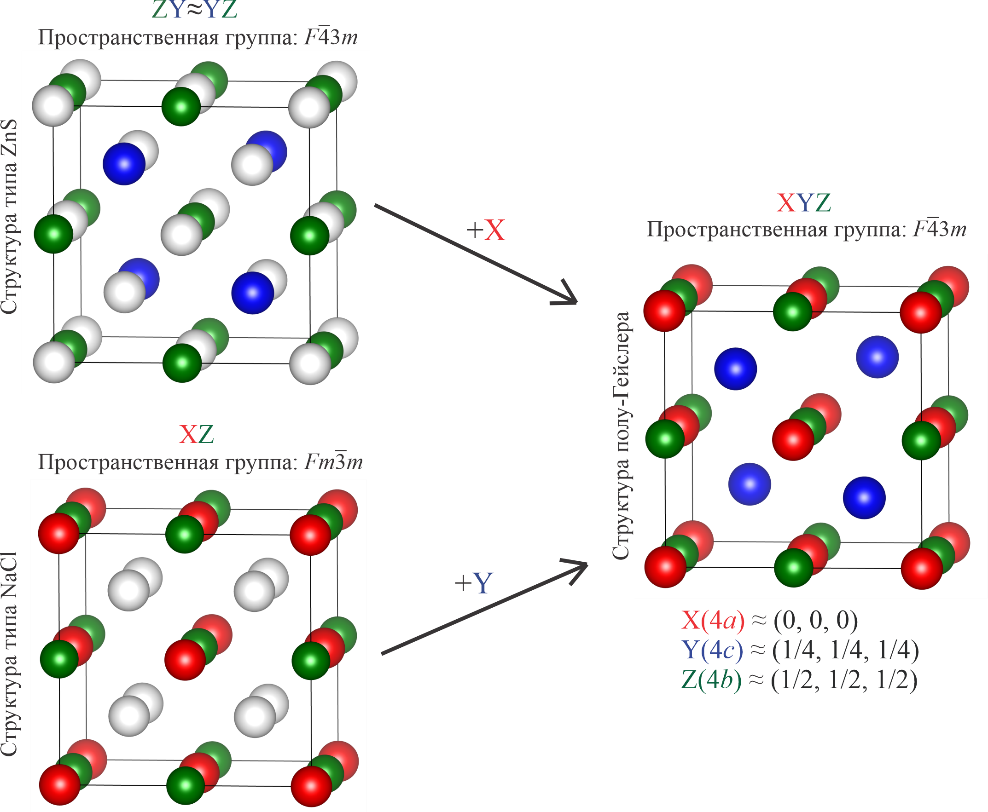 ZY≈YZ
Пространственная группа: F4̅3m
Структура типа ZnS
+X
XYZ
Пространственная группа: F4̅3m
Структура полу-Гейслера
XZ
Пространственная группа: Fm3̅m
Структура типа NaCl
+Y
X(4a) ≈ (0, 0, 0)
Y(4c) ≈ (1/4, 1/4, 1/4)
Z(4b) ≈ (1/2, 1/2, 1/2)